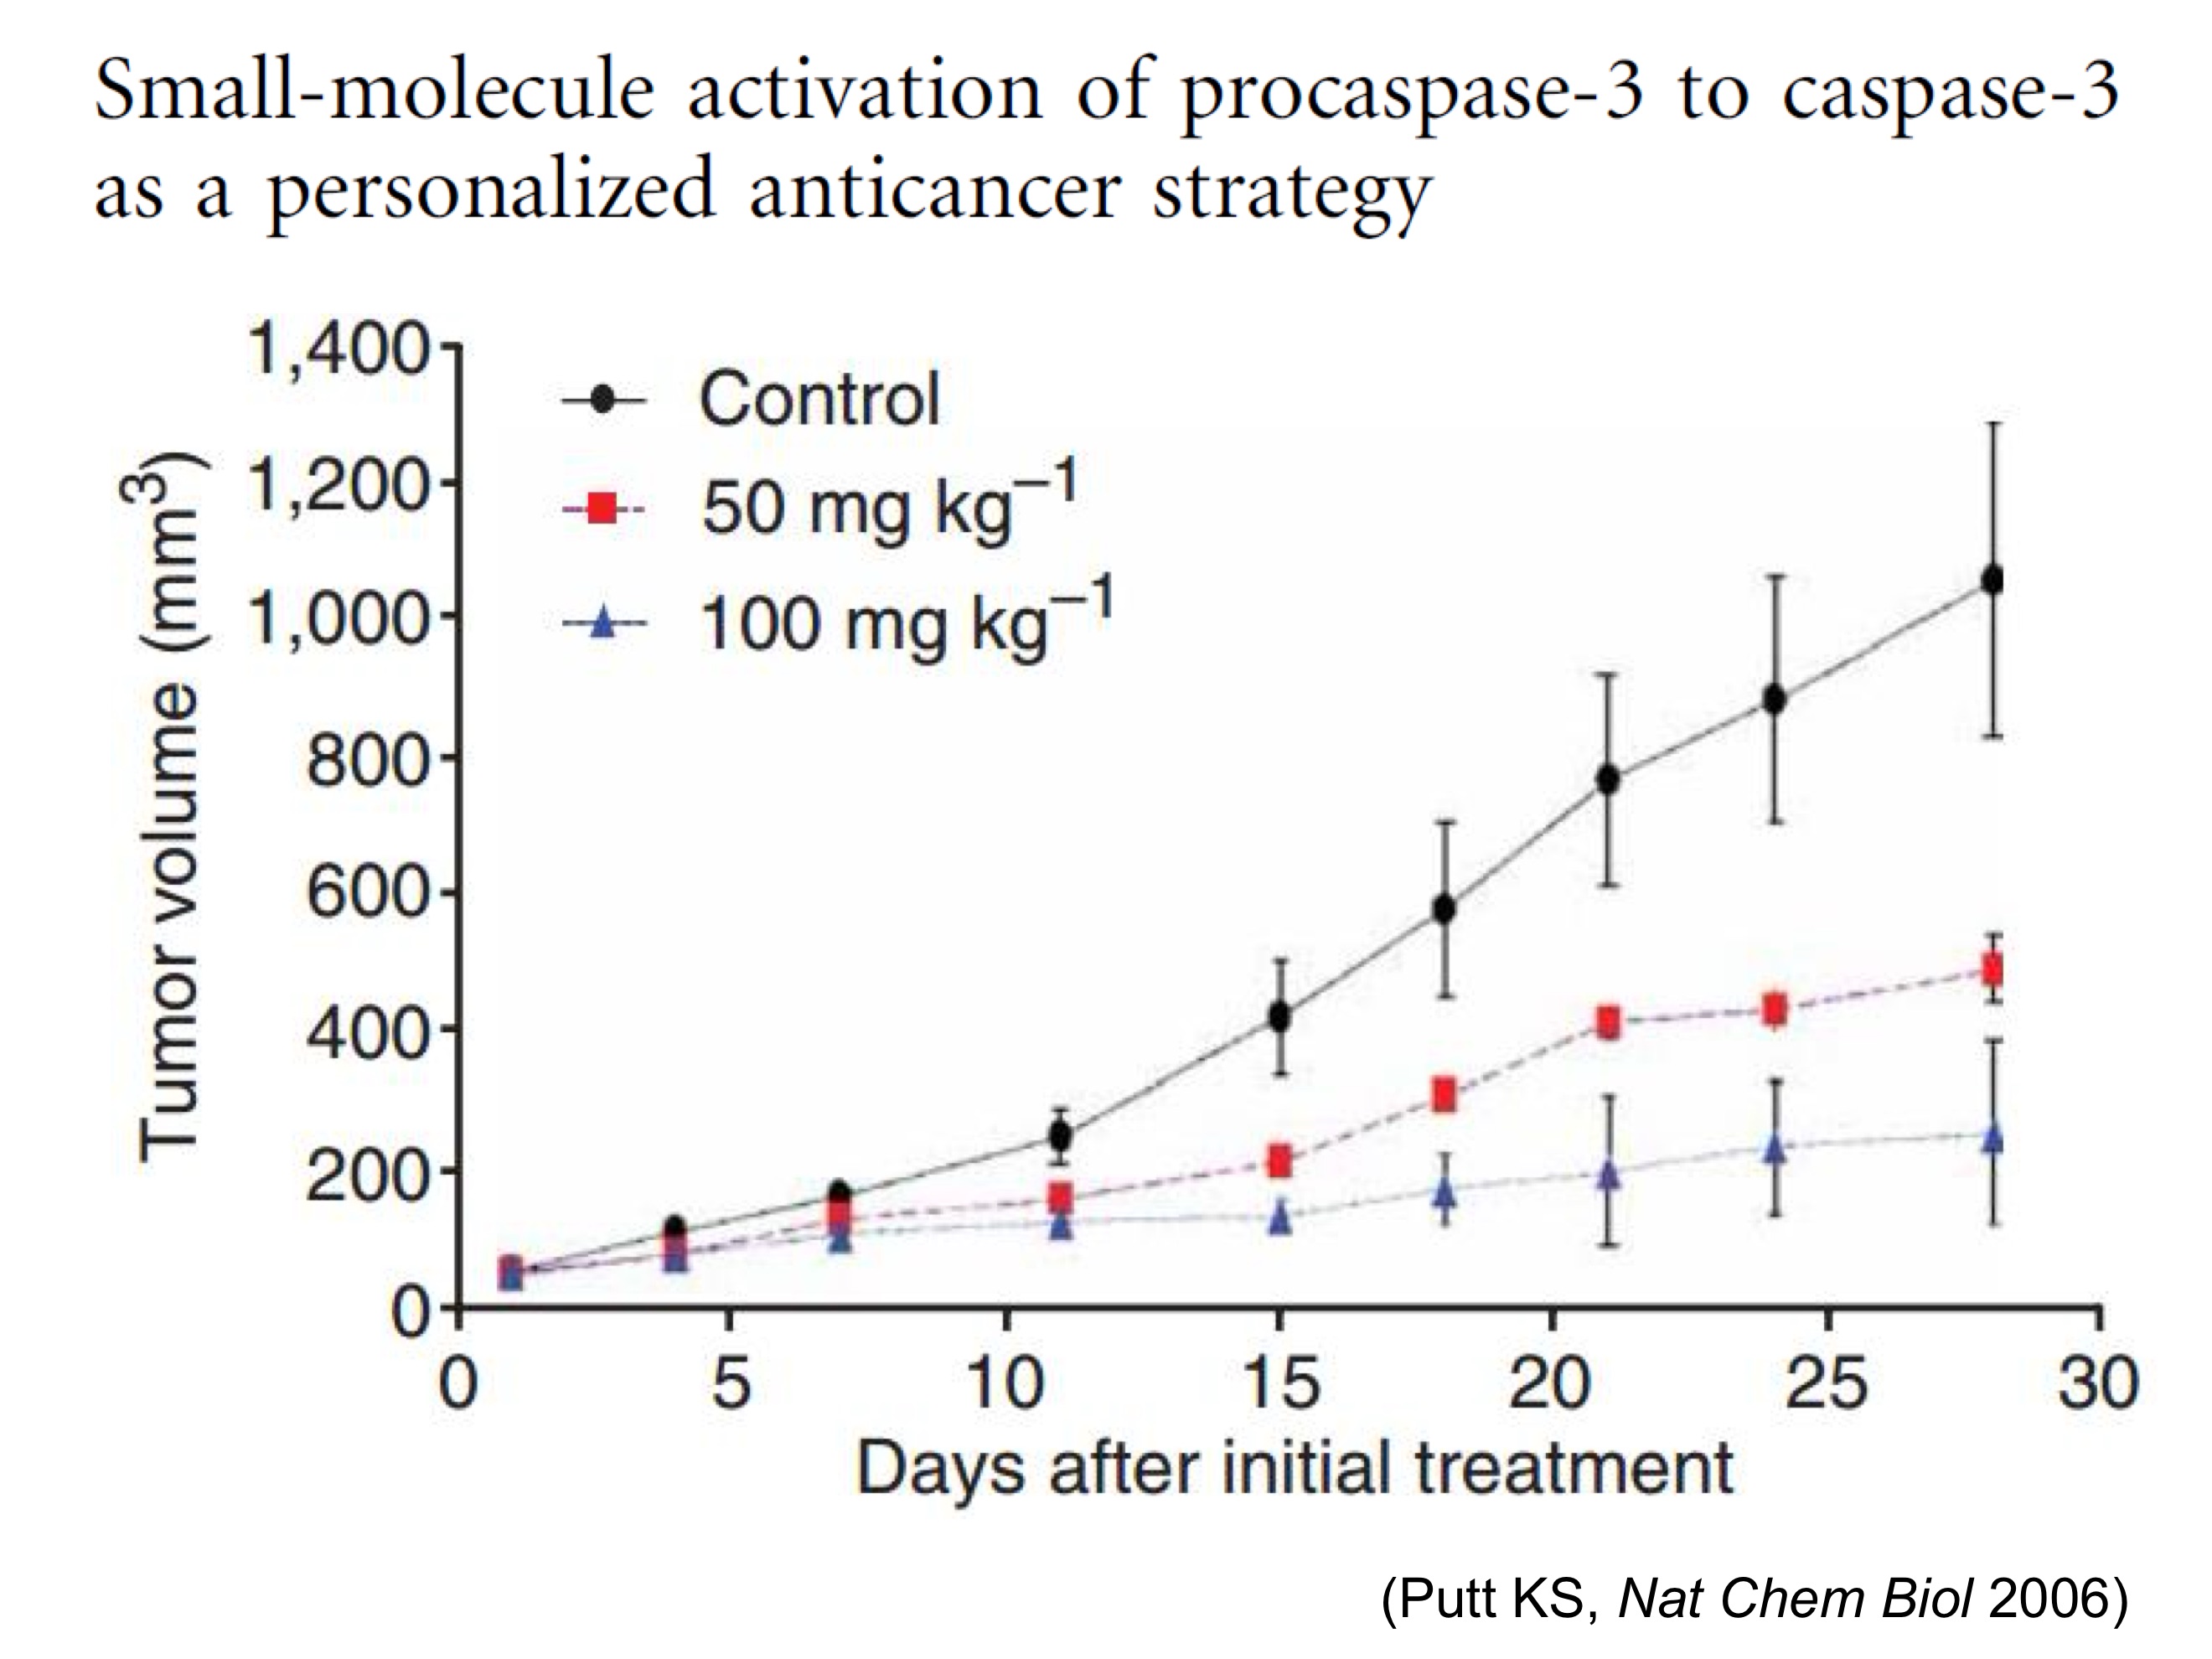 Small-molecule activation of procaspase-3 to caspase-3
as a personalized anticancer strategy
1,400
1,200
1,000
800
600
400
200
0
Tumor volume (mm³)
Control
50 mg kg⁻¹
100 mg kg⁻¹
0 5 10 15 20 25 30
Days after initial treatment
(Putt KS, Nat Chem Biol 2006)